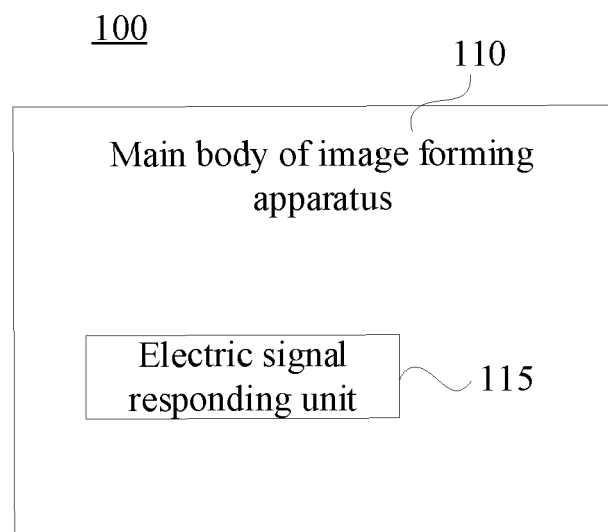 100
110
Main body of image forming
apparatus
Electric signal
responding unit
115